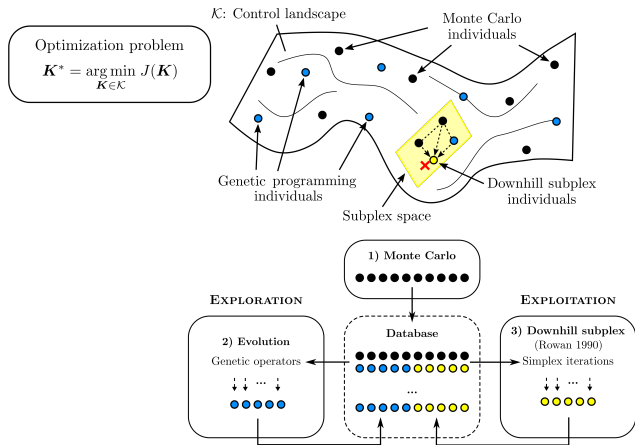 𝒦: Control landscape
Monte Carlo
individuals
Optimization problem
K* = arg min J(K)
K∈𝒦
Genetic programming
individuals
Downhill subplex
individuals
Subplex space
1) Monte Carlo
EXPLORATION
EXPLOITATION
2) Evolution
Genetic operators
...
Database
...
3) Downhill subplex
(Rowan 1990)
Simplex iterations
...